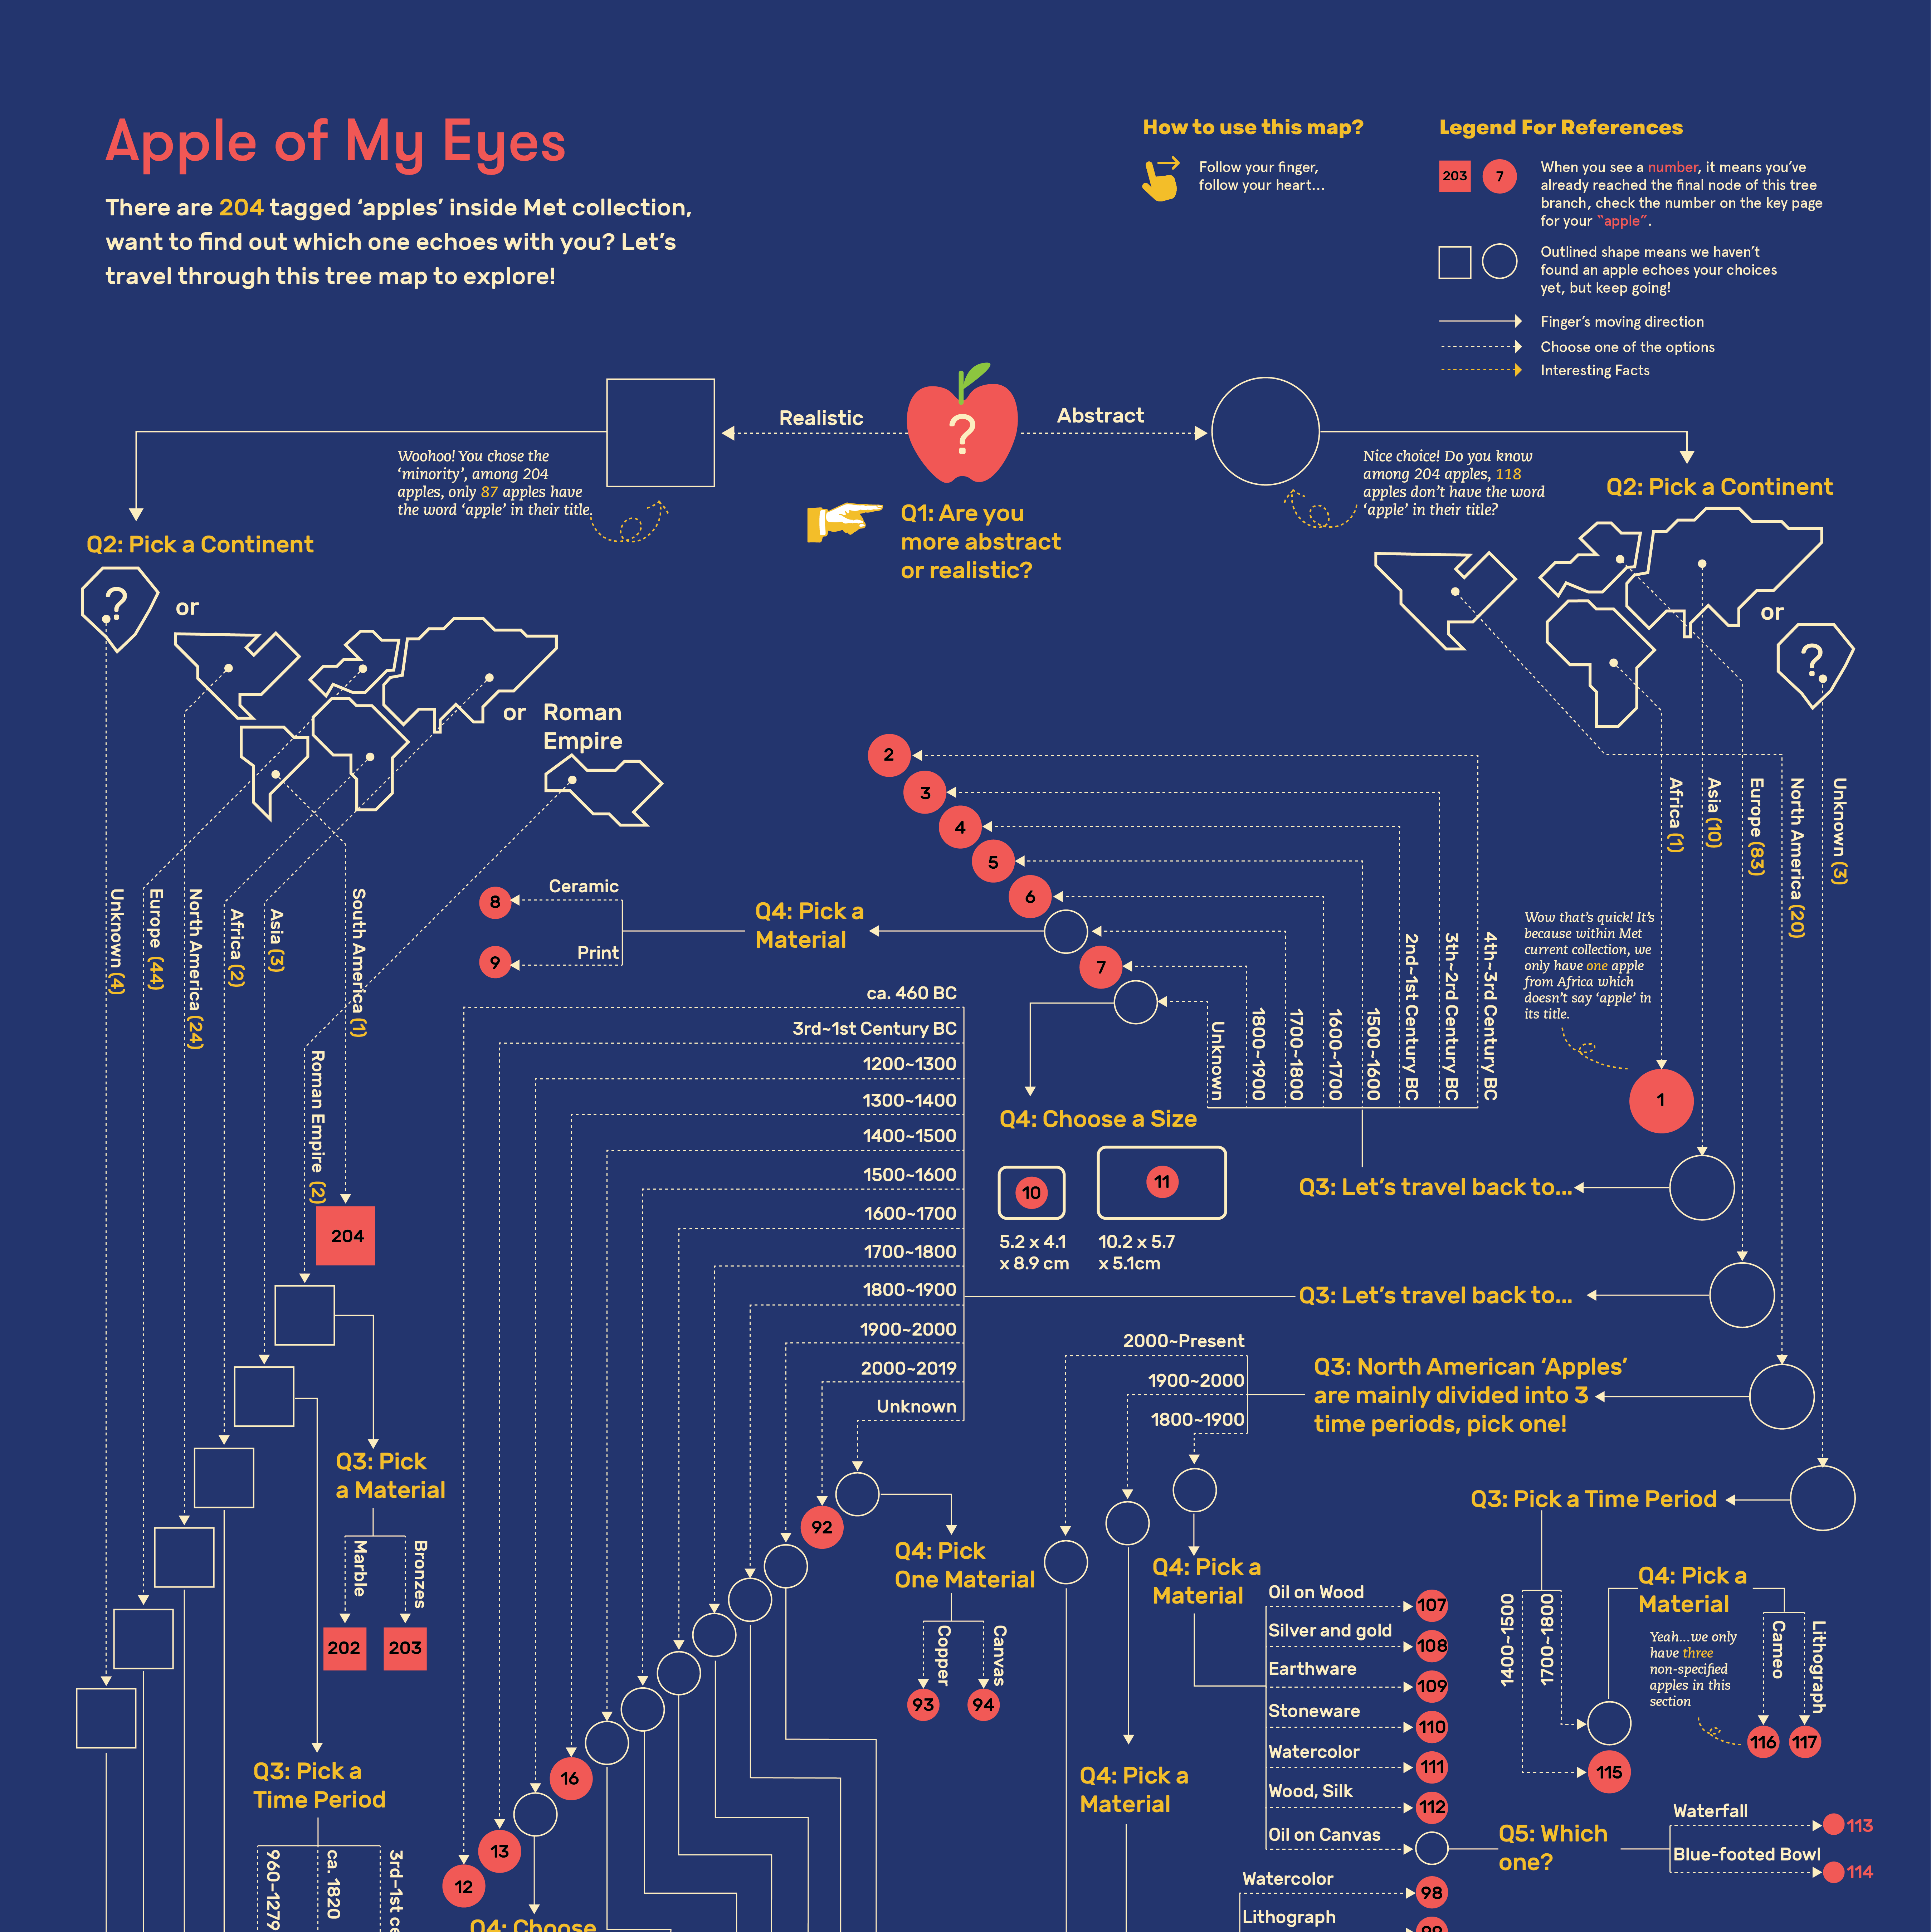 Apple of My Eyes
There are 204 tagged ‘apples’ inside Met collection,
want to find out which one echoes with you? Let’s
travel through this tree map to explore!
How to use this map?
Follow your finger,
follow your heart...
Legend For References
203
7
When you see a number, it means you’ve
already reached the final node of this tree
branch, check the number on the key page
for your “apple”.
Outlined shape means we haven’t
found an apple echoes your choices
yet, but keep going!
Finger’s moving direction
Choose one of the options
Interesting Facts
Realistic
?
Abstract
Q1: Are you
more abstract
or realistic?
Woohoo! You chose the
‘minority’, among 204
apples, only 87 apples have
the word ‘apple’ in their title.
Nice choice! Do you know
among 204 apples, 118
apples don’t have the word
‘apple’ in their title?
Q2: Pick a Continent
?
or
or
Roman
Empire
Unknown (4)
Europe (44)
North America (24)
Africa (2)
Asia (3)
South America (1)
Roman Empire (2)
204
Q3: Pick
a Material
Marble
Bronzes
202
203
Q3: Pick a
Time Period
960-1279
ca. 1820
3rd-1st ce
Q2: Pick a Continent
or
?
Africa (1)
Asia (10)
Europe (83)
North America (20)
Unknown (3)
Wow that’s quick! It’s
because within Met
current collection, we
only have one apple
from Africa which
doesn’t say ‘apple’ in
its title.
1
Q3: Let’s travel back to...
2
3
4
5
6
7
Unknown
1800~1900
1700~1800
1600~1700
1500~1600
2nd~1st Century BC
3th~2rd Century BC
4th~3rd Century BC
Q4: Pick a
Material
Ceramic
8
Print
9
Q4: Choose a Size
10
11
5.2 x 4.1
x 8.9 cm
10.2 x 5.7
x 5.1cm
Q3: Let’s travel back to...
ca. 460 BC
3rd~1st Century BC
1200~1300
1300~1400
1400~1500
1500~1600
1600~1700
1700~1800
1800~1900
1900~2000
2000~2019
Unknown
92
16
13
12
Q4: Choose
Q4: Pick
One Material
Copper
Canvas
93
94
Q3: North American ‘Apples’
are mainly divided into 3
time periods, pick one!
2000~Present
1900~2000
1800~1900
Q4: Pick a
Material
Oil on Wood
107
Silver and gold
108
Earthware
109
Stoneware
110
Watercolor
111
Wood, Silk
112
Oil on Canvas
Q5: Which
one?
Waterfall
113
Blue-footed Bowl
114
Q4: Pick a
Material
Watercolor
98
Lithograph
99
Q3: Pick a Time Period
1400~1500
1700~1800
115
Q4: Pick a
Material
Yeah...we only
have three
non-specified
apples in this
section
Cameo
Lithograph
116
117